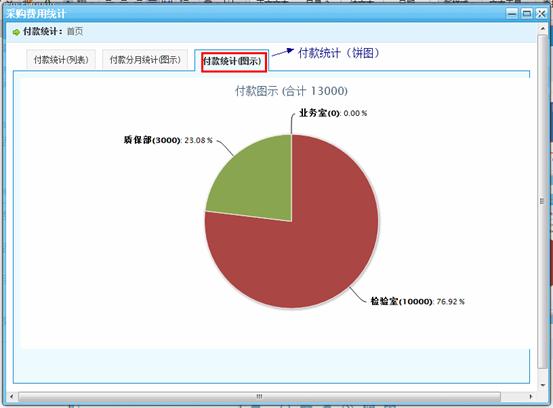 采购费用统计
付款统计：首页
付款统计(列表) 付款分月统计(图示) 付款统计(图示) 付款统计（饼图）
付款图示 (合计 13000)
业务室(0): 0.00 %
质保部(3000): 23.08 %
检验室(10000): 76.92 %